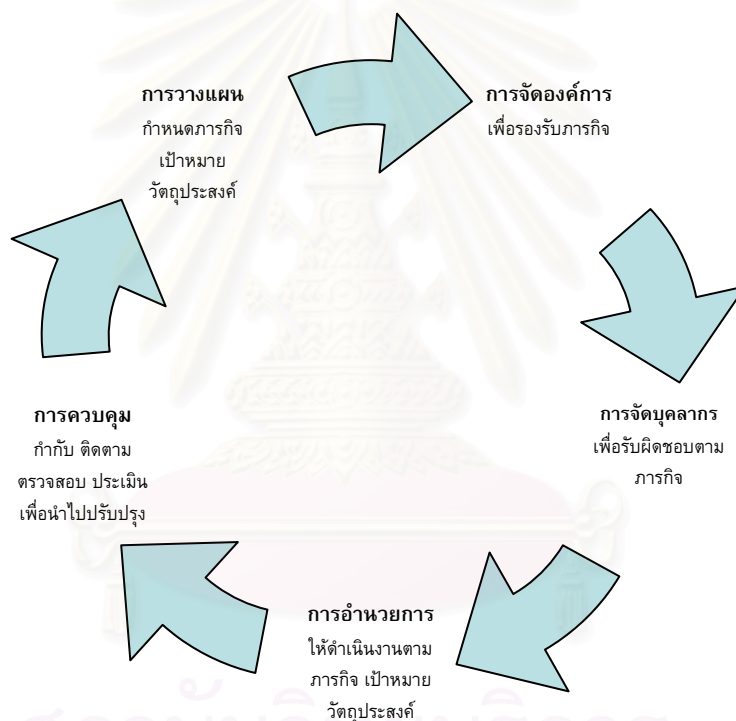 การวางแผน
กำหนดภารกิจ
เป้าหมาย
วัตถุประสงค์
การจัดองค์การ
เพื่อรองรับภารกิจ
การจัดบุคลากร
เพื่อรับผิดชอบตาม
ภารกิจ
การอำนวยการ
ให้ดำเนินงานตาม
ภารกิจ เป้าหมาย
วัตถุประสงค์
การควบคุม
กำกับ ติดตาม
ตรวจสอบ ประเมิน
เพื่อนำไปปรับปรุง